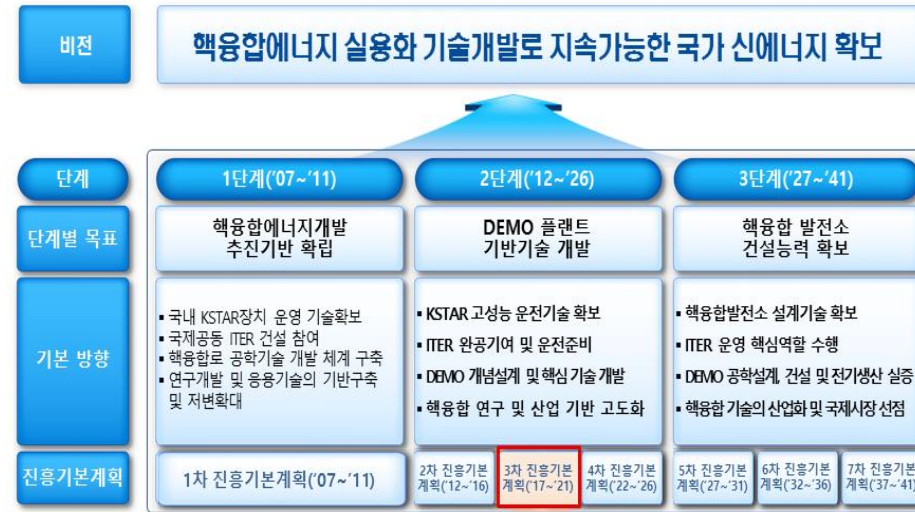 비전
핵융합에너지 실용화 기술개발로 지속가능한 국가 신에너지 확보
단계
1단계('07~'11)
2단계('12~'26)
3단계('27~'41)
단계별 목표
핵융합에너지개발
추진기반 확립
DEMO 플랜트
기반기술 개발
핵융합 발전소
건설능력 확보
기본 방향
▪ 국내 KSTAR장치 운영 기술확보
▪ 국제공동 ITER 건설 참여
▪ 핵융합로 공학기술 개발 체계 구축
▪ 연구개발 및 응용기술의 기반구축
및 저변확대
▪ KSTAR 고성능 운전기술 확보
▪ ITER 완공기여 및 운전준비
▪ DEMO 개념설계 및 핵심 기술 개발
▪ 핵융합 연구 및 산업 기반 고도화
▪ 핵융합발전소 설계기술 확보
▪ ITER 운영 핵심역할 수행
▪ DEMO 공학설계, 건설 및 전기생산 실증
▪ 핵융합 기술의 산업화 및 국제시장 선점
진흥기본계획
1차 진흥기본계획('07~'11)
2차 진흥기본
계획('12~'16)
3차 진흥기본
계획('17~'21)
4차 진흥기본
계획('22~'26)
5차 진흥기본
계획('27~'31)
6차 진흥기본
계획('32~'36)
7차 진흥기본
계획('37~'41)